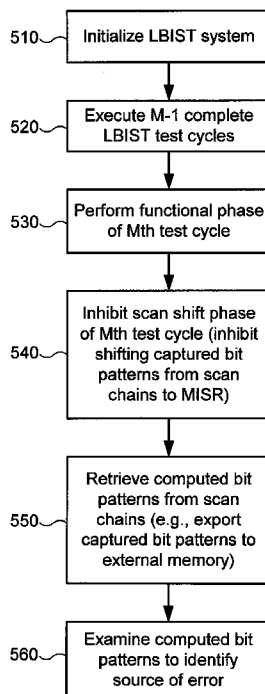 510
Initialize LBIST system
520
Execute M-1 complete
LBIST test cycles
530
Perform functional phase
of Mth test cycle
540
Inhibit scan shift phase
of Mth test cycle (inhibit
shifting captured bit
patterns from scan
chains to MISR)
550
Retrieve computed bit
patterns from scan
chains (e.g., export
captured bit patterns to
external memory)
560
Examine computed bit
patterns to identify
source of error